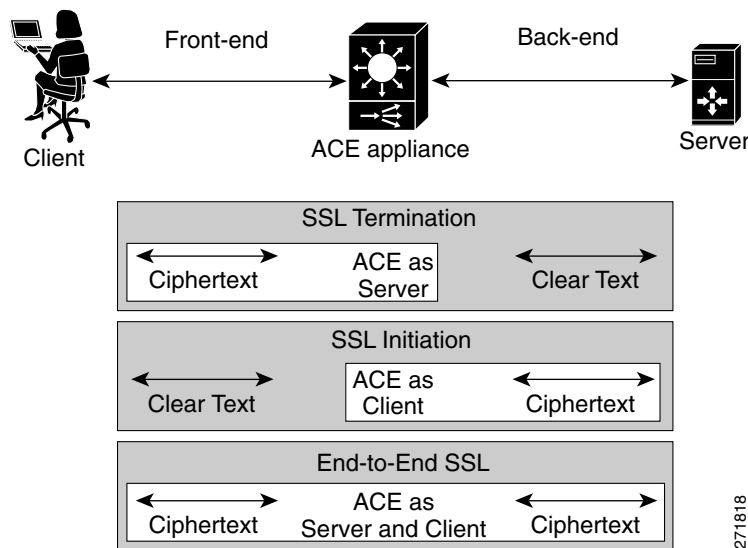 Front-end
Back-end
Client
ACE appliance
Server
SSL Termination
Ciphertext
ACE as
Server
Clear Text
SSL Initiation
Clear Text
ACE as
Client
Ciphertext
End-to-End SSL
Ciphertext
ACE as
Server and Client
Ciphertext
271818